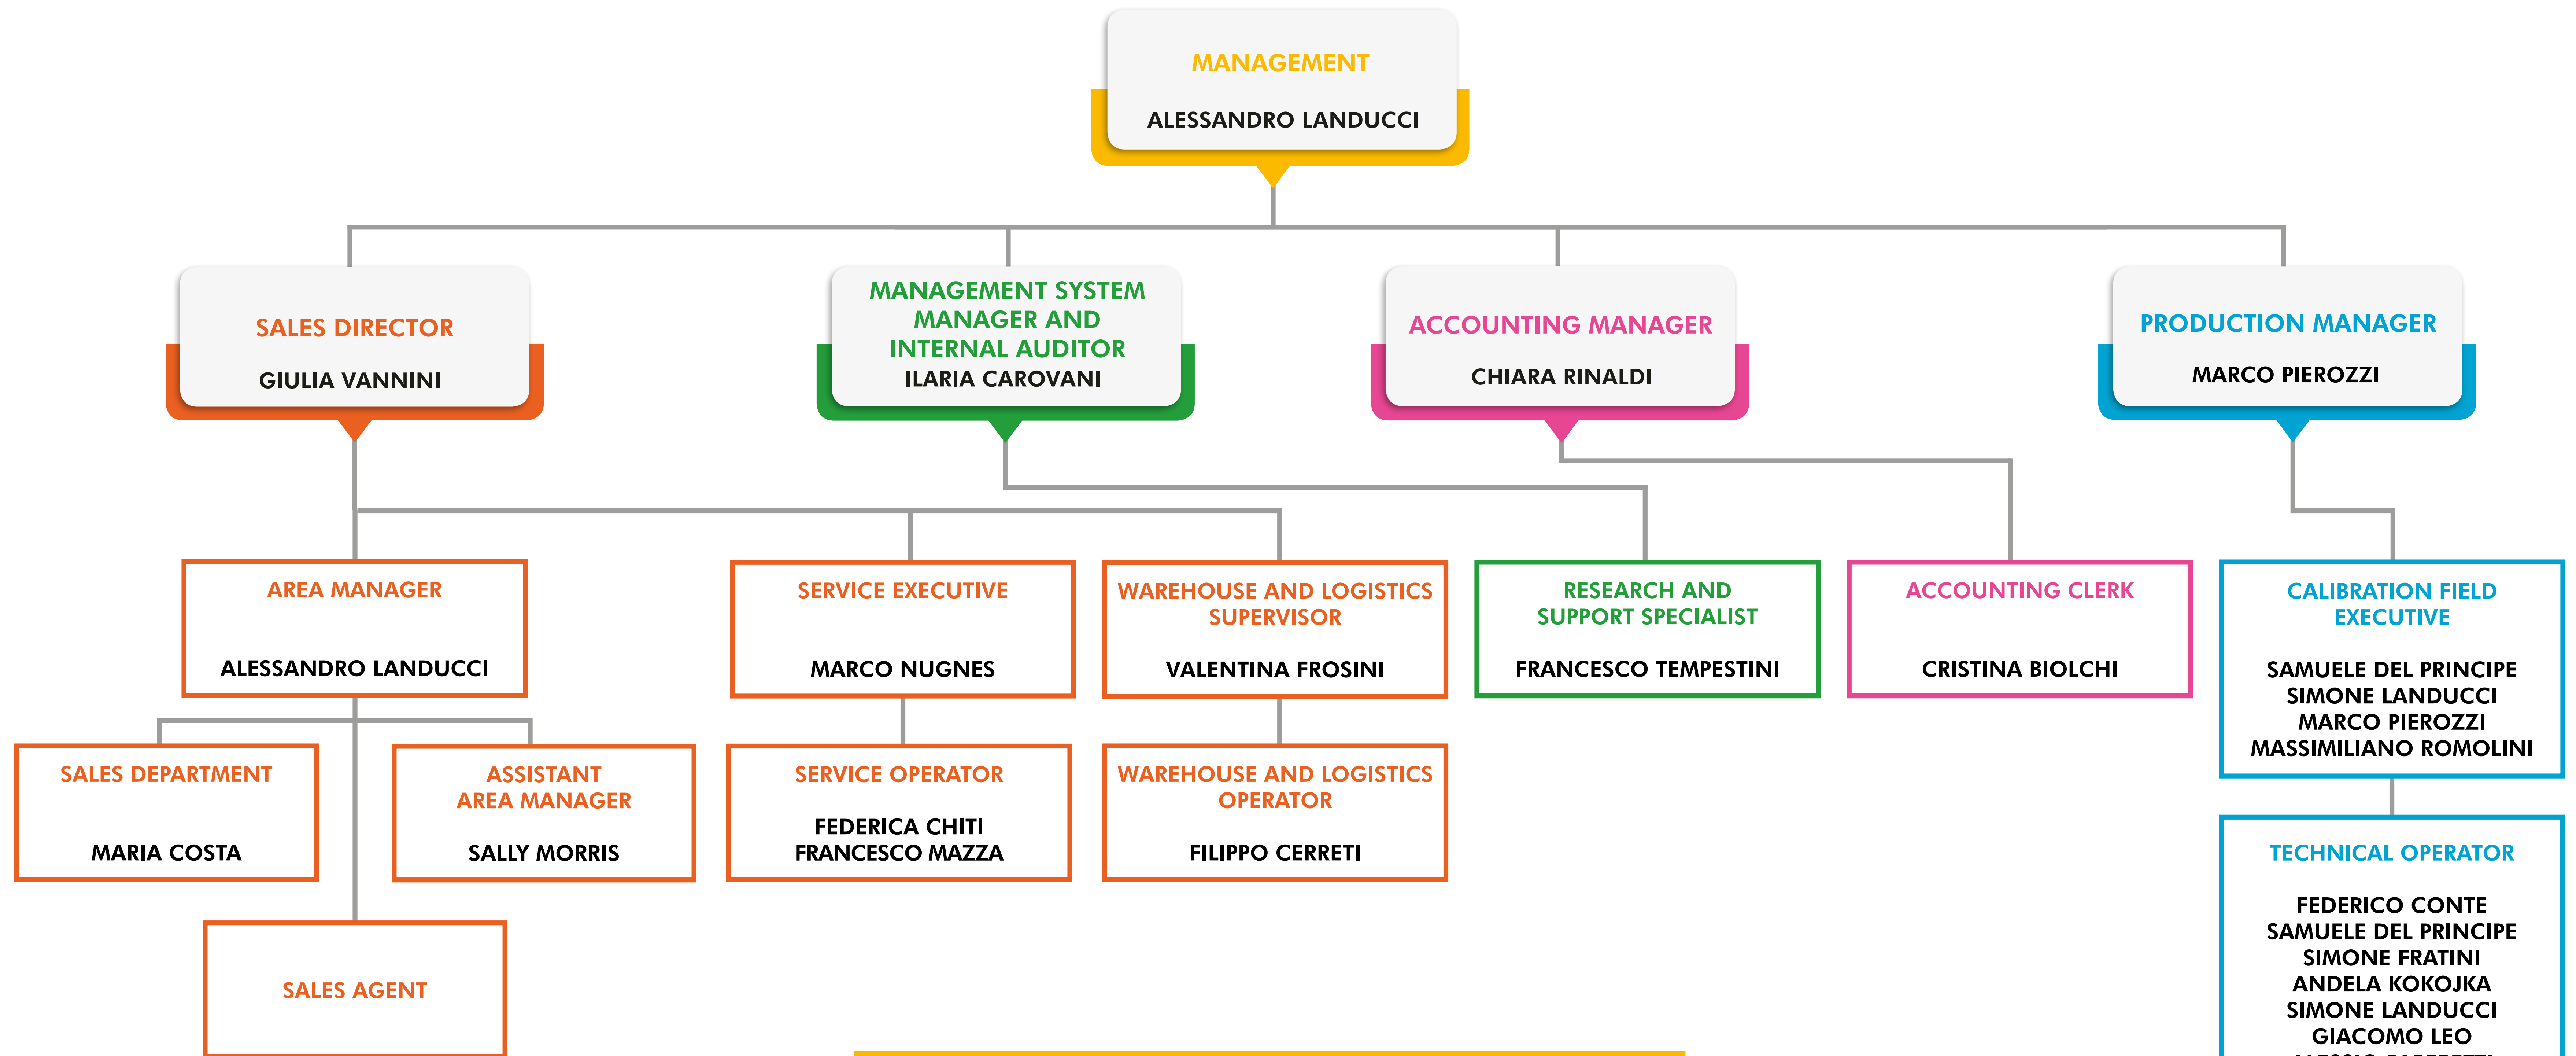 MANAGEMENT
ALESSANDRO LANDUCCI
SALES DIRECTOR
GIULIA VANNINI
MANAGEMENT SYSTEM
MANAGER AND
INTERNAL AUDITOR
ILARIA CAROVANI
ACCOUNTING MANAGER
CHIARA RINALDI
PRODUCTION MANAGER
MARCO PIEROZZI
AREA MANAGER
ALESSANDRO LANDUCCI
SERVICE EXECUTIVE
MARCO NUGNES
WAREHOUSE AND LOGISTICS
SUPERVISOR
VALENTINA FROSINI
RESEARCH AND
SUPPORT SPECIALIST
FRANCESCO TEMPESTINI
ACCOUNTING CLERK
CRISTINA BIOLCHI
CALIBRATION FIELD
EXECUTIVE
SAMUELE DEL PRINCIPE
SIMONE LANDUCCI
MARCO PIEROZZI
MASSIMILIANO ROMOLINI
SALES DEPARTMENT
MARIA COSTA
ASSISTANT
AREA MANAGER
SALLY MORRIS
SERVICE OPERATOR
FEDERICA CHITI
FRANCESCO MAZZA
WAREHOUSE AND LOGISTICS
OPERATOR
FILIPPO CERRETI
SALES AGENT
TECHNICAL OPERATOR
FEDERICO CONTE
SAMUELE DEL PRINCIPE
SIMONE FRATINI
ANDELA KOKOJKA
SIMONE LANDUCCI
GIACOMO LEO